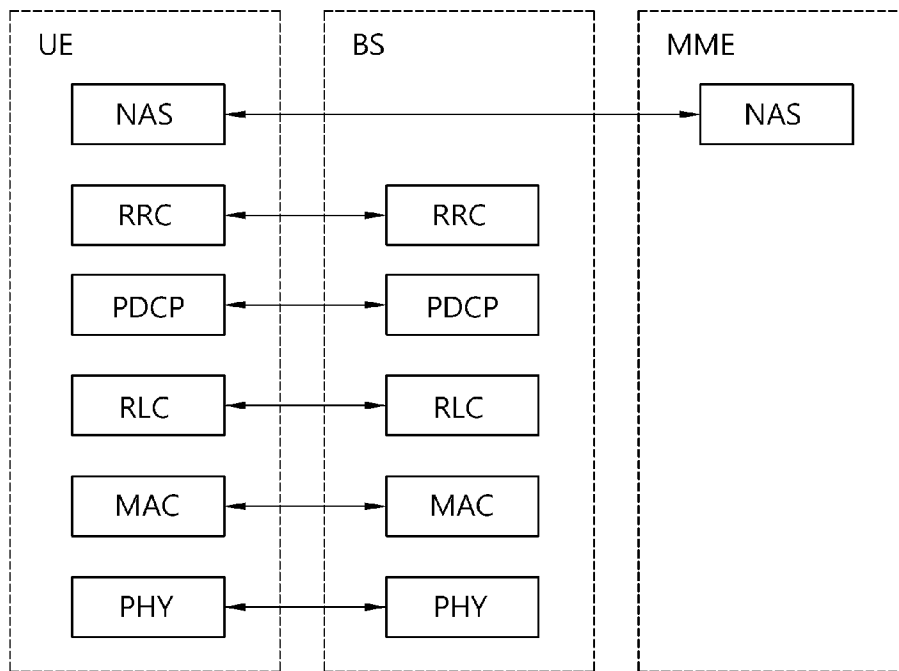 UE BS MME
NAS NAS
RRC RRC
PDCP PDCP
RLC RLC
MAC MAC
PHY PHY